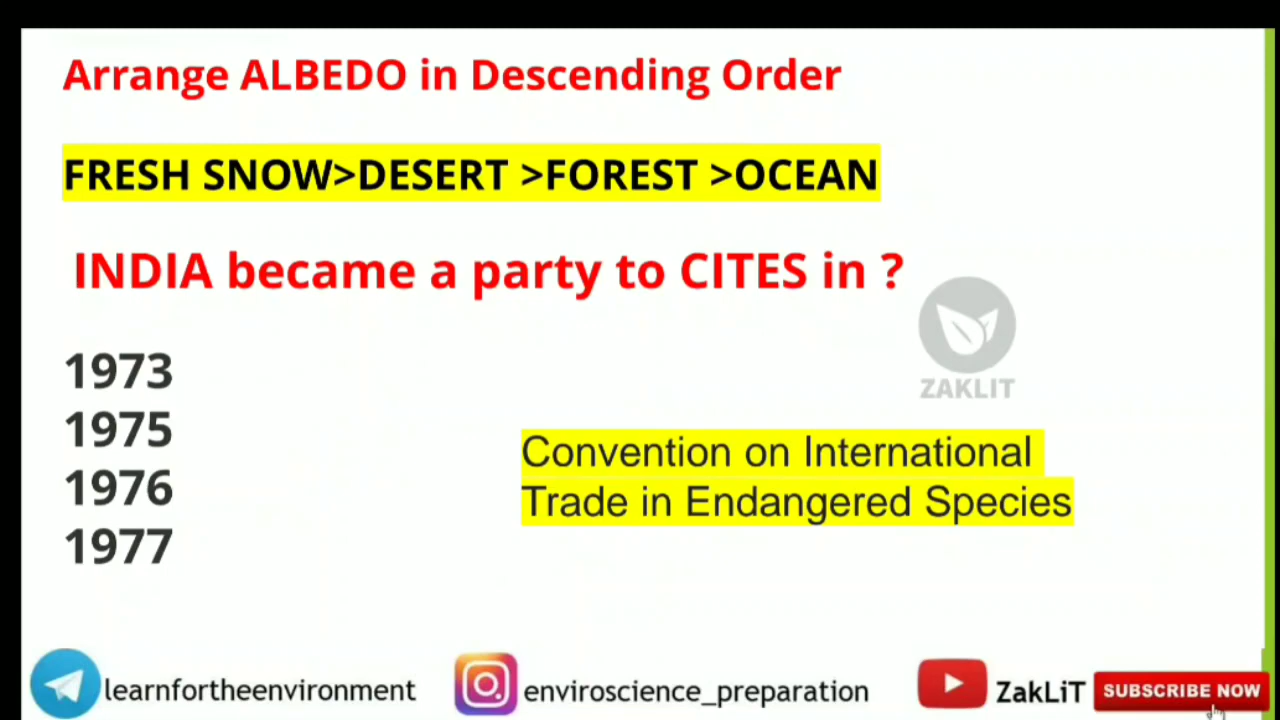 Arrange ALBEDO in Descending Order
FRESH SNOW>DESERT >FOREST >OCEAN
INDIA became a party to CITES in ?
ZAKLIT
1973
1975
1976
1977
Convention on International
Trade in Endangered Species
learnfortheenvironment
enviroscience_preparation
ZakLiT
SUBSCRIBE NOW